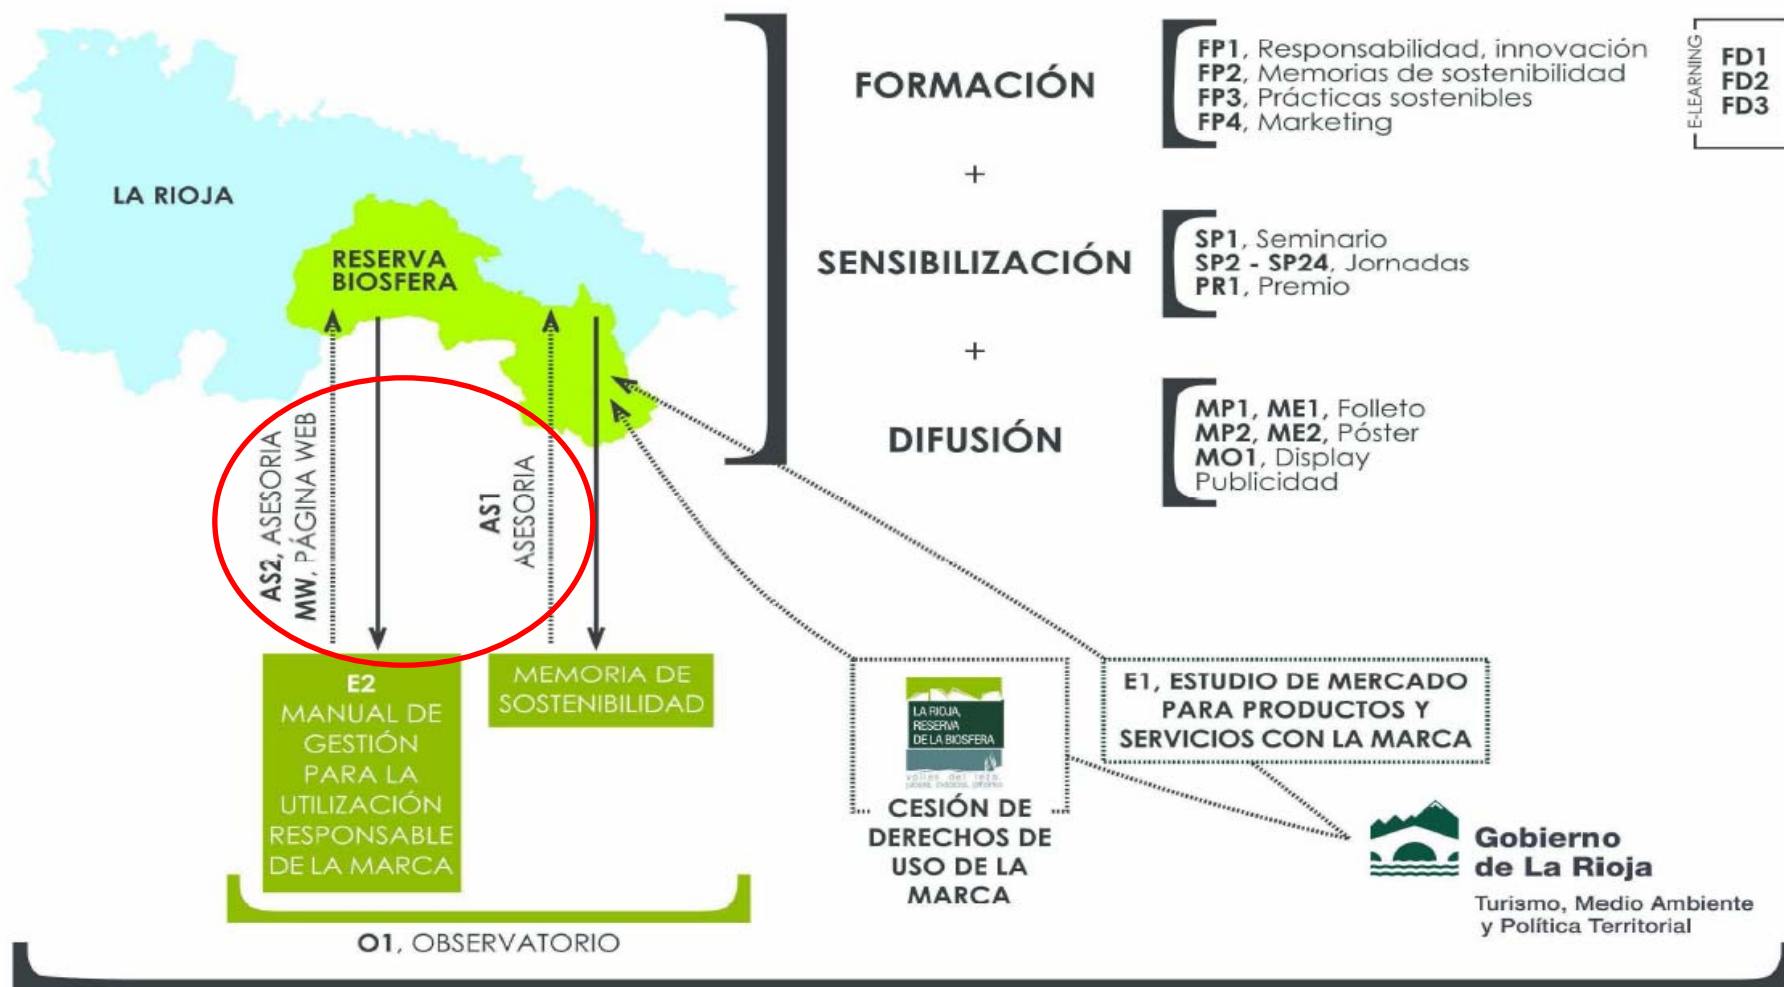 LA RIOJA
RESERVA
BIOSFERA
FORMACIÓN
FP1, Responsabilidad, innovación
FP2, Memorias de sostenibilidad
FP3, Prácticas sostenibles
FP4, Marketing
E-LEARNING
FD1
FD2
FD3
+
SENSIBILIZACIÓN
SP1, Seminario
SP2 - SP24, Jornadas
PR1, Premio
+
DIFUSIÓN
MP1, ME1, Folleto
MP2, ME2, Póster
MO1, Display
Publicidad
AS2, ASESORIA
MW, PÁGINA WEB
AS1
ASESORIA
E2
MANUAL DE
GESTIÓN
PARA LA
UTILIZACIÓN
RESPONSABLE
DE LA MARCA
MEMORIA DE
SOSTENIBILIDAD
O1, OBSERVATORIO
LA RIOJA,
RESERVA
DE LA BIOSFERA
valles del leza,
CESIÓN DE
DERECHOS DE
USO DE LA
MARCA
E1, ESTUDIO DE MERCADO
PARA PRODUCTOS Y
SERVICIOS CON LA MARCA
Gobierno
de La Rioja
Turismo, Medio Ambiente
y Política Territorial